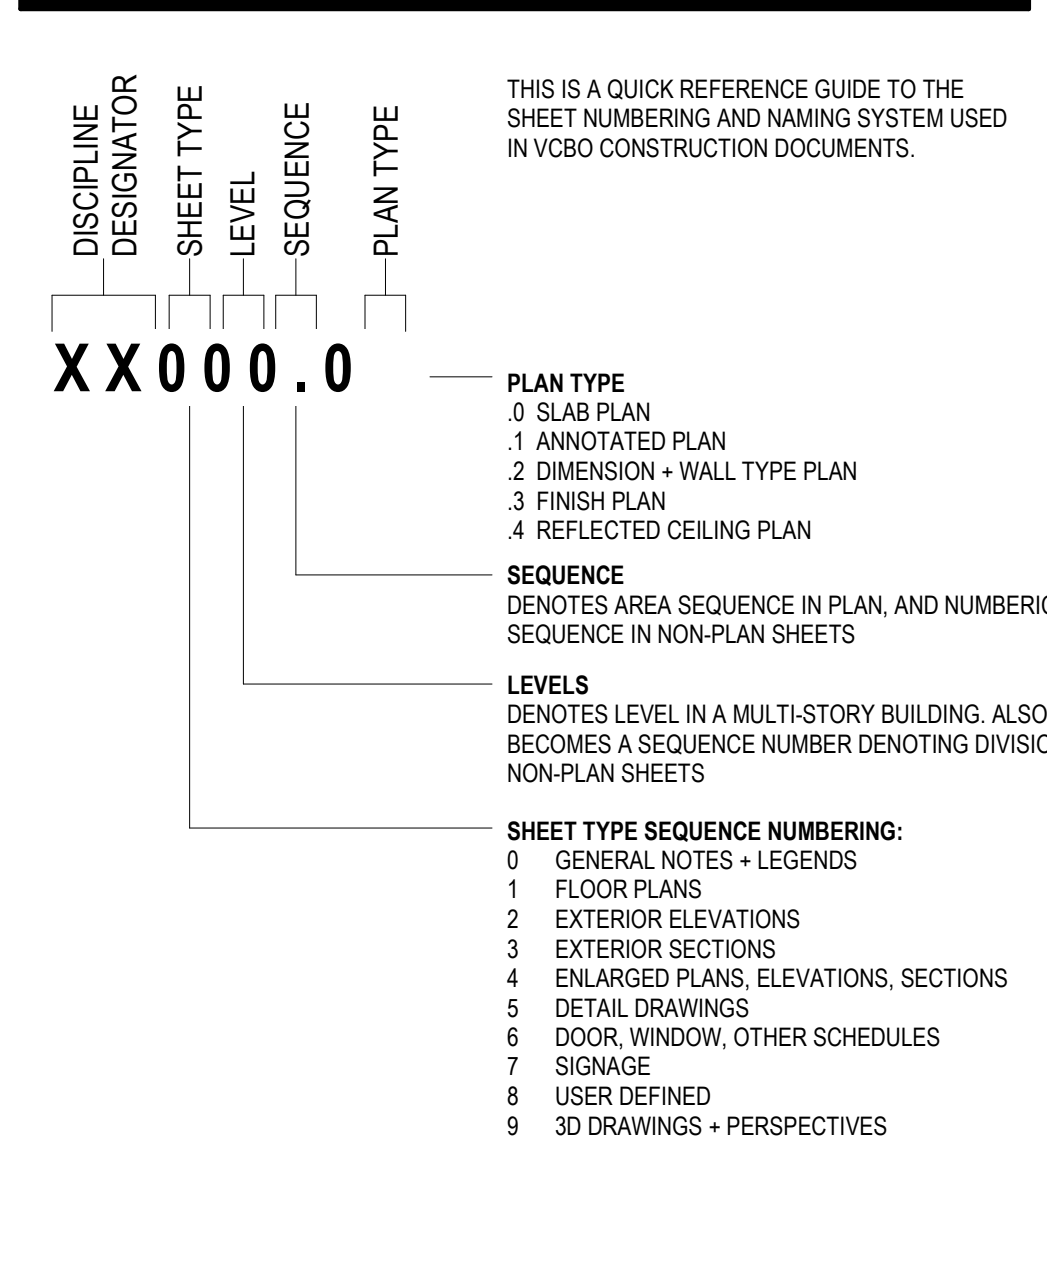 DISCIPLINE
DESIGNATOR
SHEET TYPE
LEVEL
SEQUENCE
PLAN TYPE
THIS IS A QUICK REFERENCE GUIDE TO THE
SHEET NUMBERING AND NAMING SYSTEM USED
IN VCBO CONSTRUCTION DOCUMENTS.
XX000.0
PLAN TYPE
.0 SLAB PLAN
.1 ANNOTATED PLAN
.2 DIMENSION + WALL TYPE PLAN
.3 FINISH PLAN
.4 REFLECTED CEILING PLAN
SEQUENCE
DENOTES AREA SEQUENCE IN PLAN, AND
SEQUENCE IN NON-PLAN SHEETS
LEVELS
DENOTES LEVEL IN A MULTI-STORY BUILDING. ALSO
BECOMES A SEQUENCE NUMBER DENOTING
NON-PLAN SHEETS
SHEET TYPE SEQUENCE NUMBERING:
0 GENERAL NOTES + LEGENDS
1 FLOOR PLANS
2 EXTERIOR ELEVATIONS
3 EXTERIOR SECTIONS
4 ENLARGED PLANS, ELEVATIONS, SECTIONS
5 DETAIL DRAWINGS
6 DOOR, WINDOW, OTHER SCHEDULES
7 SIGNAGE
8 USER DEFINED
9 3D DRAWINGS + PERSPECTIVES